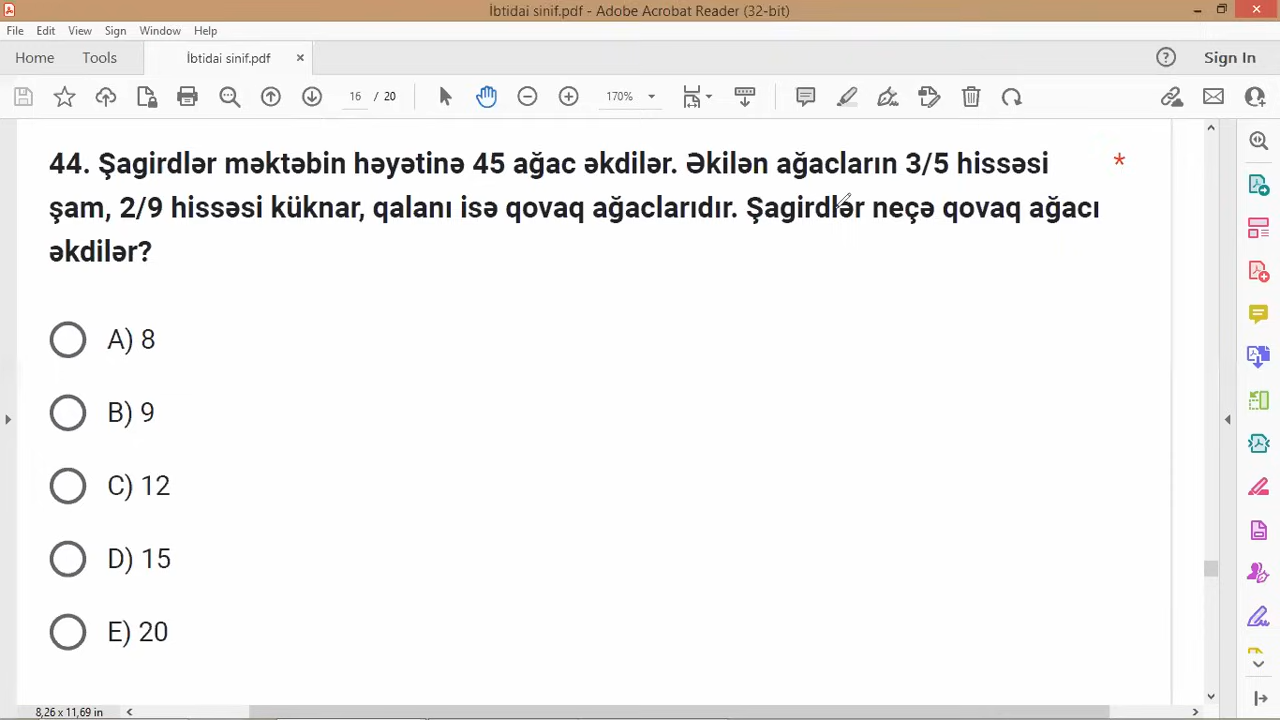 İbtidai sinif.pdf - Adobe Acrobat Reader (32-bit)
File Edit View Sign Window Help
Home Tools İbtidai sinif.pdf × Sign In
16 / 20 170%
44. Şagirdlər məktəbin həyətinə 45 ağac əkdilər. Əkilən ağacların 3/5 hissəsi *
şam, 2/9 hissəsi küknar, qalanı isə qovaq ağaclarıdır. Şagirdlər neçə qovaq ağacı
əkdilər?
A) 8
B) 9
C) 12
D) 15
E) 20
8,26 x 11,69 in